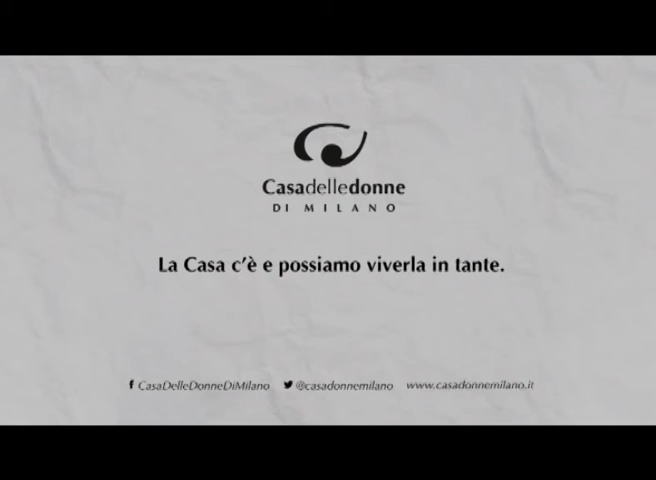 Casadelledonne
DI MILANO
La Casa c'è e possiamo viverla in tante.
f CasaDelleDonneDiMilano @casadonnemilano www.casadonnemilano.it